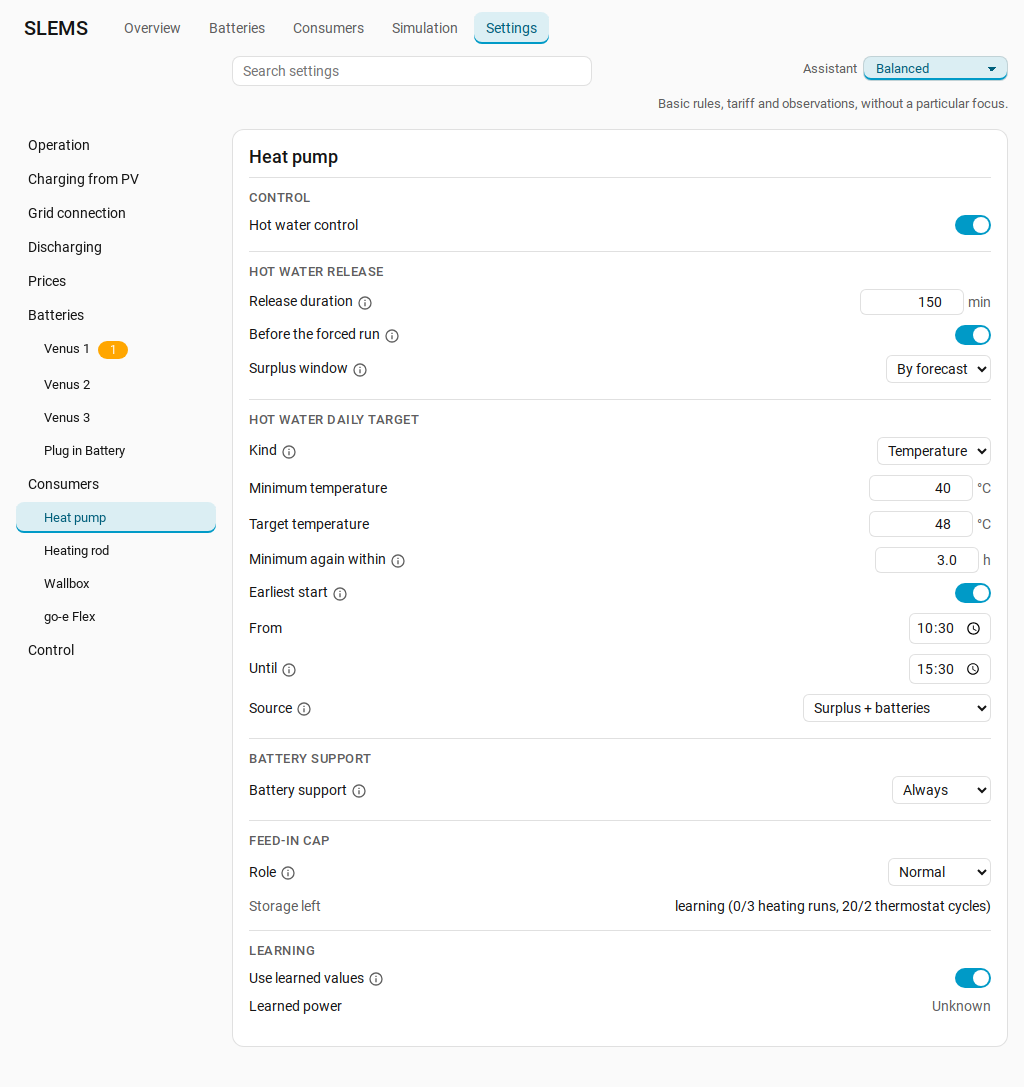 SLEMS Overview Batteries Consumers Simulation Settings
Search settings
Assistant Balanced
Basic rules, tariff and observations, without a particular focus.
Operation
Charging from PV
Grid connection
Discharging
Prices
Batteries
Venus 1 1
Venus 2
Venus 3
Plug in Battery
Consumers
Heat pump
Heating rod
Wallbox
go-e Flex
Control
Heat pump
CONTROL
Hot water control
HOT WATER RELEASE
Release duration 150 min
Before the forced run
Surplus window By forecast
HOT WATER DAILY TARGET
Kind Temperature
Minimum temperature 40 °C
Target temperature 48 °C
Minimum again within 3.0 h
Earliest start
From 10:30
Until 15:30
Source Surplus + batteries
BATTERY SUPPORT
Battery support Always
FEED-IN CAP
Role Normal
Storage left learning (0/3 heating runs, 20/2 thermostat cycles)
LEARNING
Use learned values
Learned power Unknown